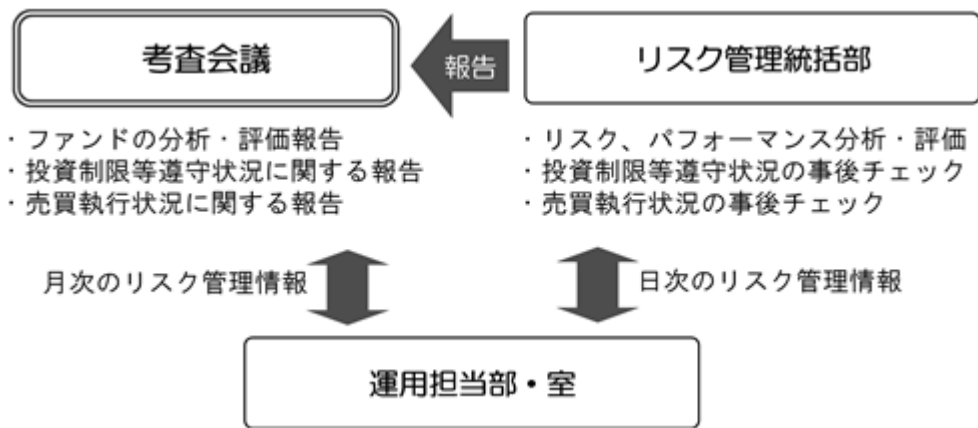 考査会議
報告
リスク管理統括部
・ファンドの分析・評価報告
・投資制限等遵守状況に関する報告
・売買執行状況に関する報告
・リスク、パフォーマンス分析・評価
・投資制限等遵守状況の事後チェック
・売買執行状況の事後チェック
月次のリスク管理情報
日次のリスク管理情報
運用担当部・室